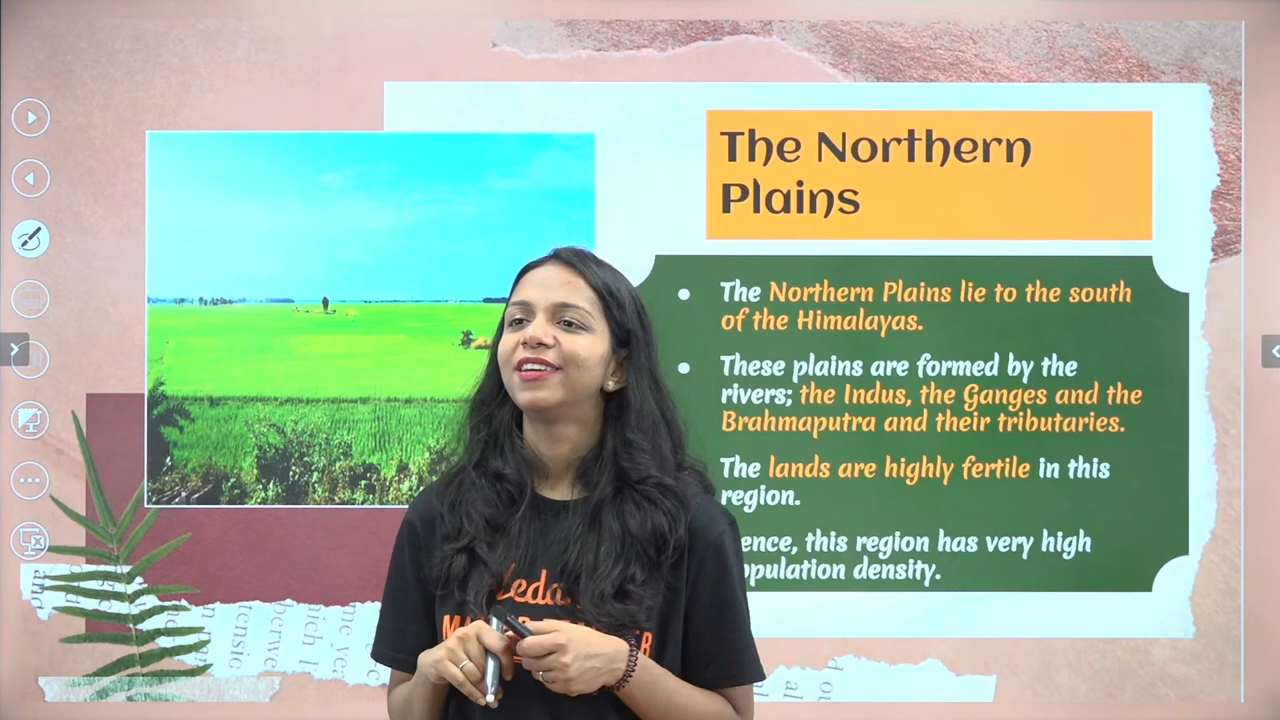 The Northern
Plains
The Northern Plains lie to the south
of the Himalayas.
These plains are formed by the
rivers; the Indus, the Ganges and the
Brahmaputra and their tributaries.
The lands are highly fertile in this
region.
this region has very high
density.